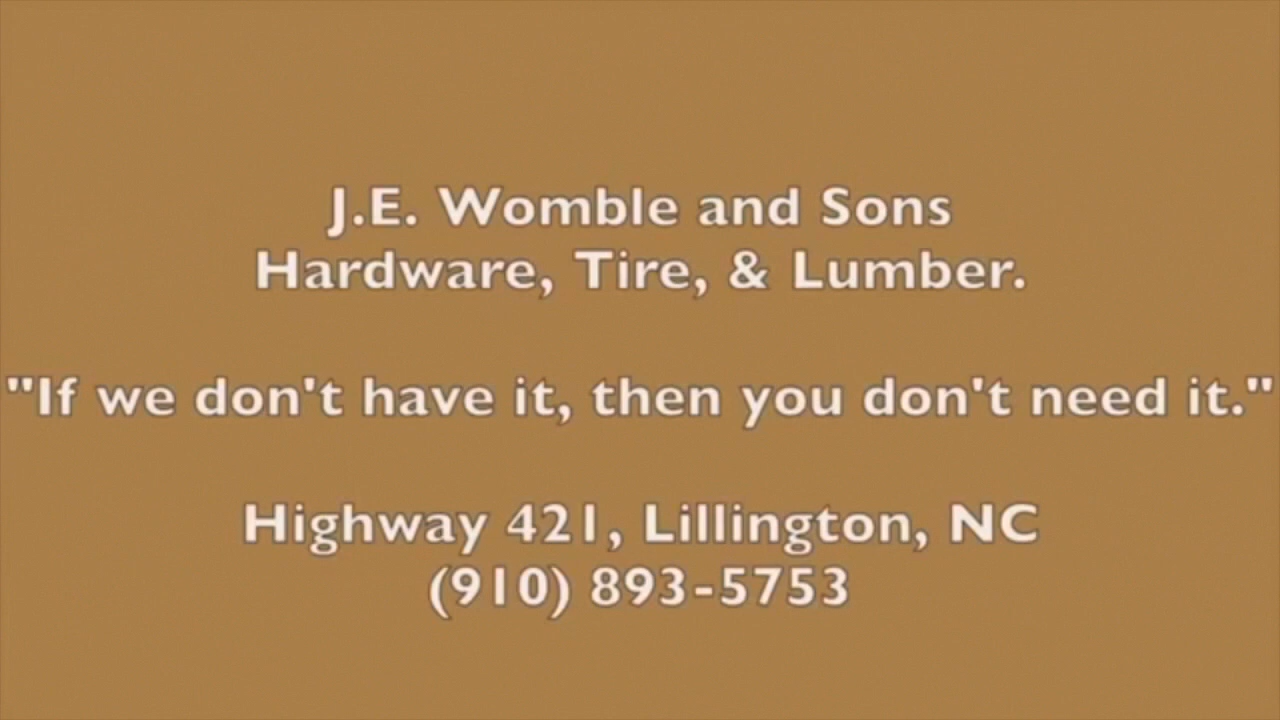 J.E. Womble and Sons
Hardware, Tire, & Lumber.
"If we don't have it, then you don't need it."
Highway 421, Lillington, NC
(910) 893-5753